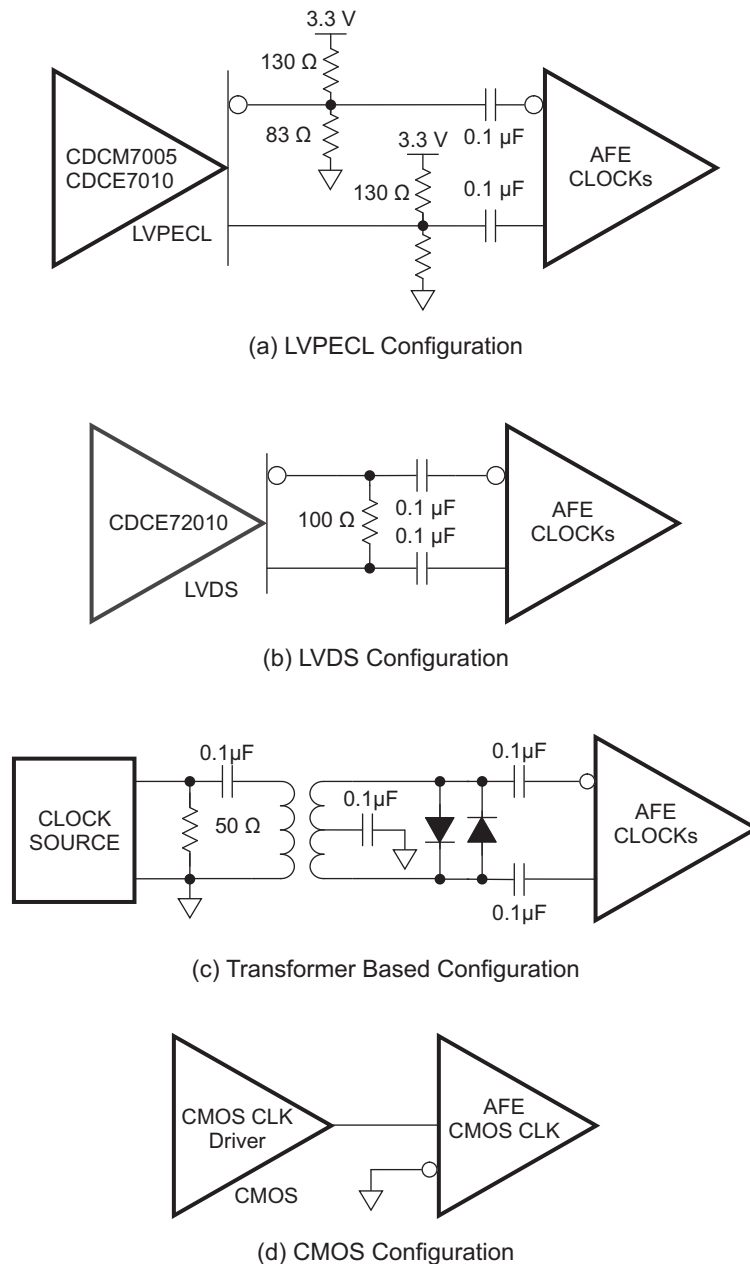 3.3 V
130 Ω
83 Ω
3.3 V
130 Ω
0.1 µF
0.1 µF
CDCM7005
CDCE7010
LVPECL
AFE
CLOCKs
(a) LVPECL Configuration
CDCE72010
LVDS
100 Ω
0.1 µF
0.1 µF
AFE
CLOCKs
(b) LVDS Configuration
CLOCK
SOURCE
0.1µF
50 Ω
0.1µF
0.1µF
0.1µF
AFE
CLOCKs
(c) Transformer Based Configuration
CMOS CLK
Driver
CMOS
AFE
CMOS CLK
(d) CMOS Configuration